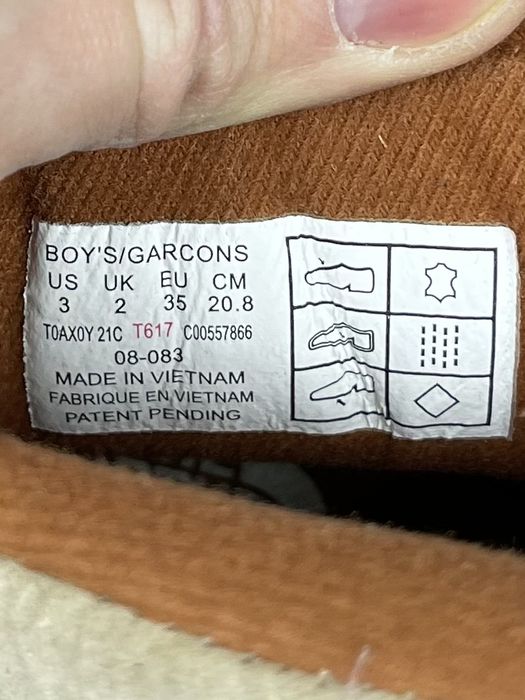 BOY'S/GARCONS
US UK EU CM
3 2 35 20.8
T0AX0Y 21C T617 C00557866
08-083
MADE IN VIETNAM
FABRIQUE EN VIETNAM
PATENT PENDING